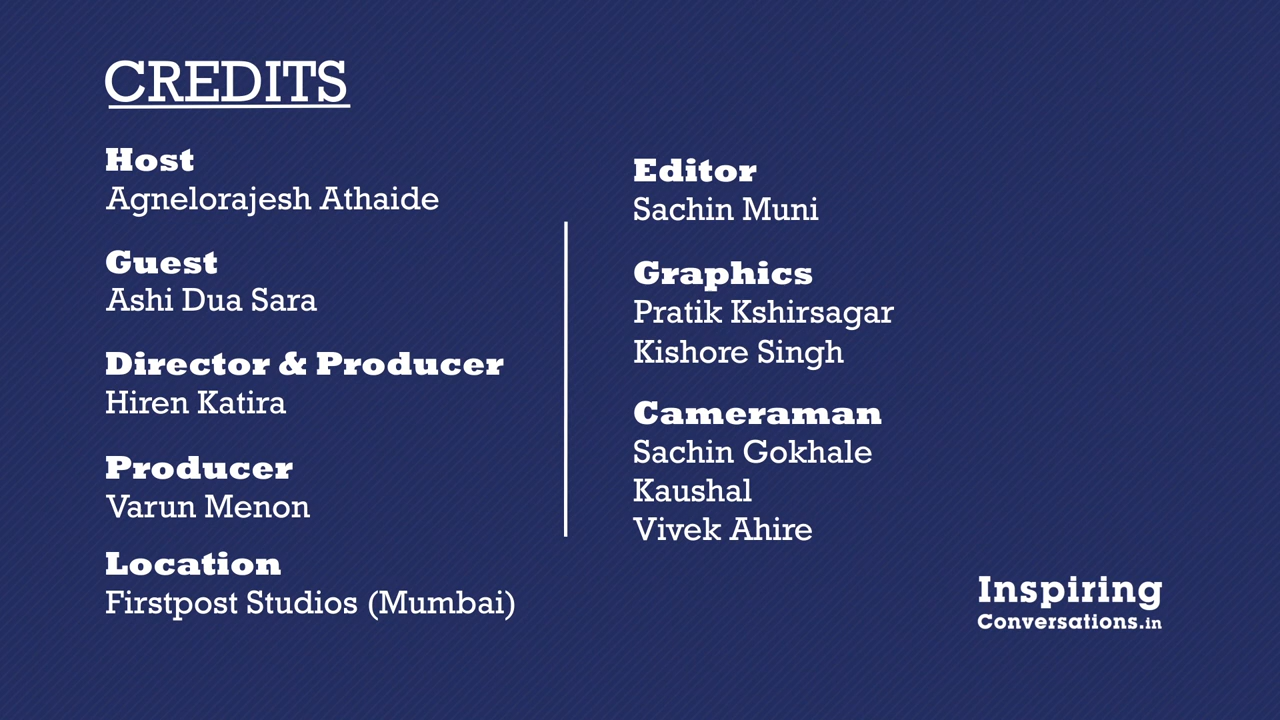 CREDITS
Host
Agnelorajesh Athaide
Guest
Ashi Dua Sara
Director & Producer
Hiren Katira
Producer
Varun Menon
Location
Firstpost Studios (Mumbai)
Editor
Sachin Muni
Graphics
Pratik Kshirsagar
Kishore Singh
Cameraman
Sachin Gokhale
Kaushal
Vivek Ahire
Inspiring
Conversations.in